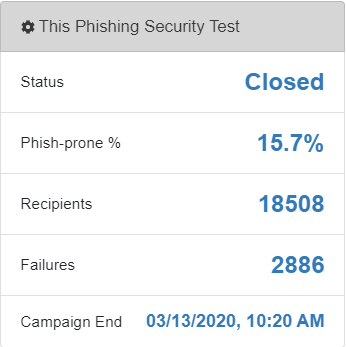 This Phishing Security Test
Status Closed
Phish-prone % 15.7%
Recipients 18508
Failures 2886
Campaign End 03/13/2020, 10:20 AM